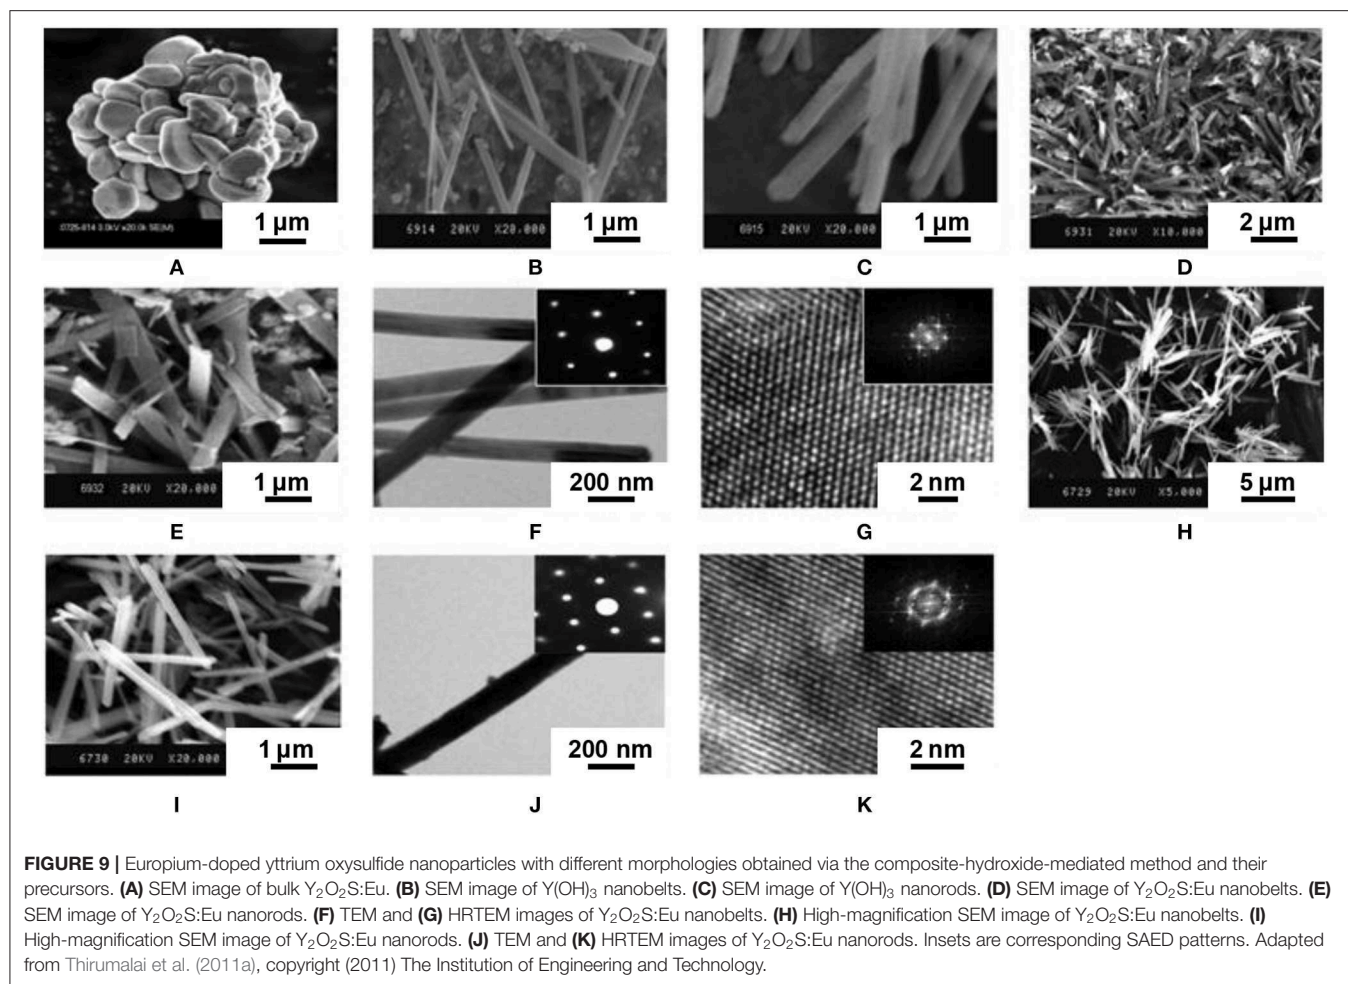 .0725-814 3.0kV x20.0k SE(M)
1 µm
6914 20KV X20,000
1 µm
6915 20KV X20,000
1 µm
6931 20KV X10,000
2 µm
A
B
C
D
6932 20KV X20,000
1 µm
200 nm
2 nm
6729 20KV X5,000
5 µm
E
F
G
H
6730 20KV X20,000
1 µm
200 nm
2 nm
I
J
K
FIGURE 9 | Europium-doped yttrium oxysulfide nanoparticles with different morphologies obtained via the composite-hydroxide-mediated method and their
precursors. (A) SEM image of bulk Y₂O₂S:Eu. (B) SEM image of Y(OH)₃ nanobelts. (C) SEM image of Y(OH)₃ nanorods. (D) SEM image of Y₂O₂S:Eu nanobelts. (E)
SEM image of Y₂O₂S:Eu nanorods. (F) TEM and (G) HRTEM images of Y₂O₂S:Eu nanobelts. (H) High-magnification SEM image of Y₂O₂S:Eu nanobelts. (I)
High-magnification SEM image of Y₂O₂S:Eu nanorods. (J) TEM and (K) HRTEM images of Y₂O₂S:Eu nanorods. Insets are corresponding SAED patterns. Adapted
from Thirumalai et al. (2011a), copyright (2011) The Institution of Engineering and Technology.